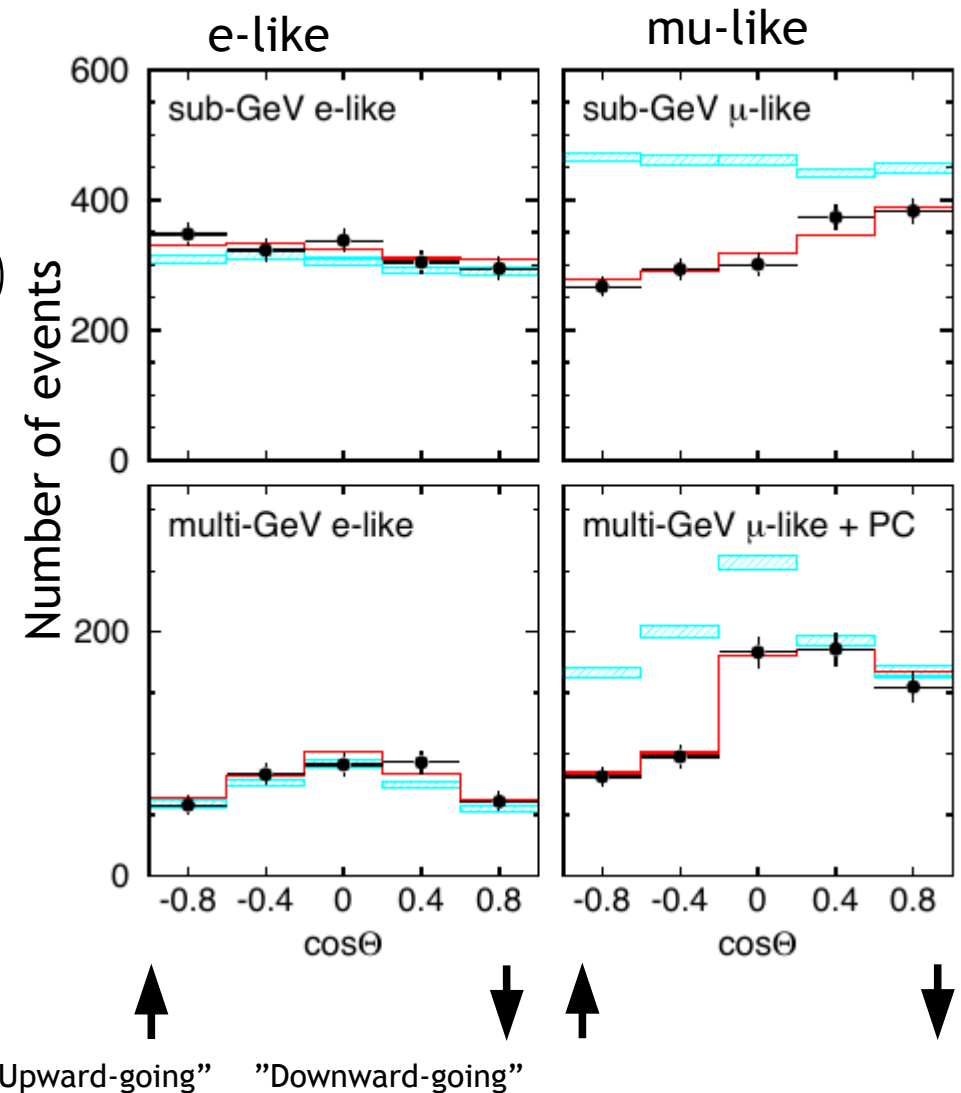 e-like mu-like
600
sub-GeV e-like sub-GeV μ-like
400
)
200
0
Number of events
multi-GeV e-like multi-GeV μ-like + PC
200
0
-0.8 -0.4 0 0.4 0.8 -0.8 -0.4 0 0.4 0.8
cosΘ cosΘ
Upward-going” ”Downward-going”